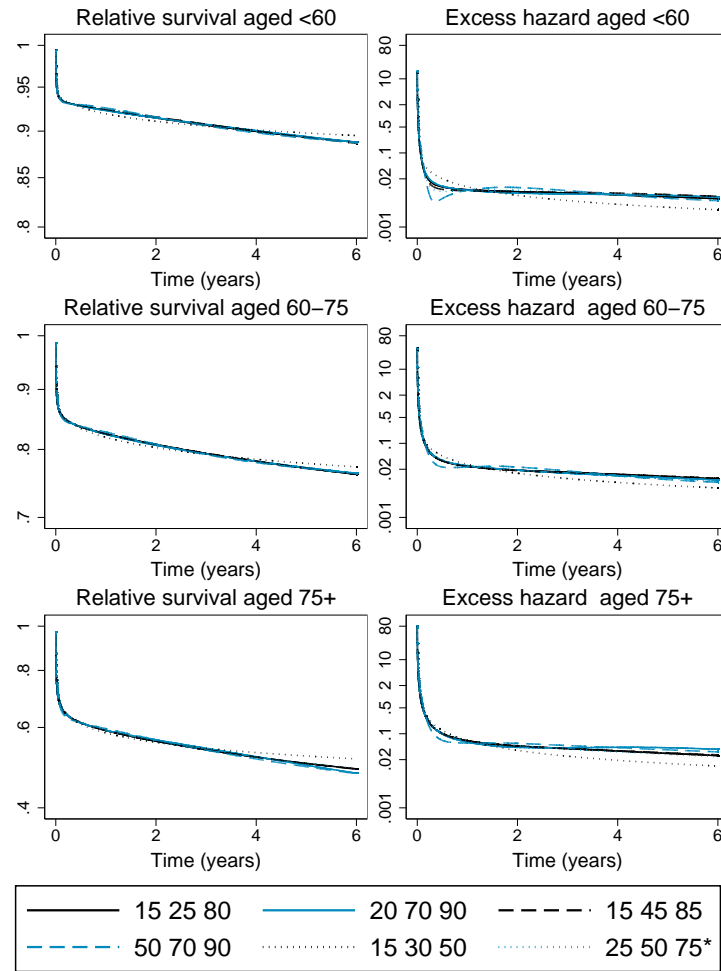 Relative survival aged <60
1
.95
.9
.85
.8
0 2 4 6
Time (years)
Excess hazard aged <60
80
10
2
.5
.1
.02
.001
0 2 4 6
Time (years)
Relative survival aged 60–75
1
.9
.8
.7
0 2 4 6
Time (years)
Excess hazard aged 60–75
80
10
2
.5
.1
.02
.001
0 2 4 6
Time (years)
Relative survival aged 75+
1
.8
.6
.4
0 2 4 6
Time (years)
Excess hazard aged 75+
80
10
2
.5
.1
.02
.001
0 2 4 6
Time (years)
15 25 80 20 70 90 15 45 85
50 70 90 15 30 50 25 50 75*